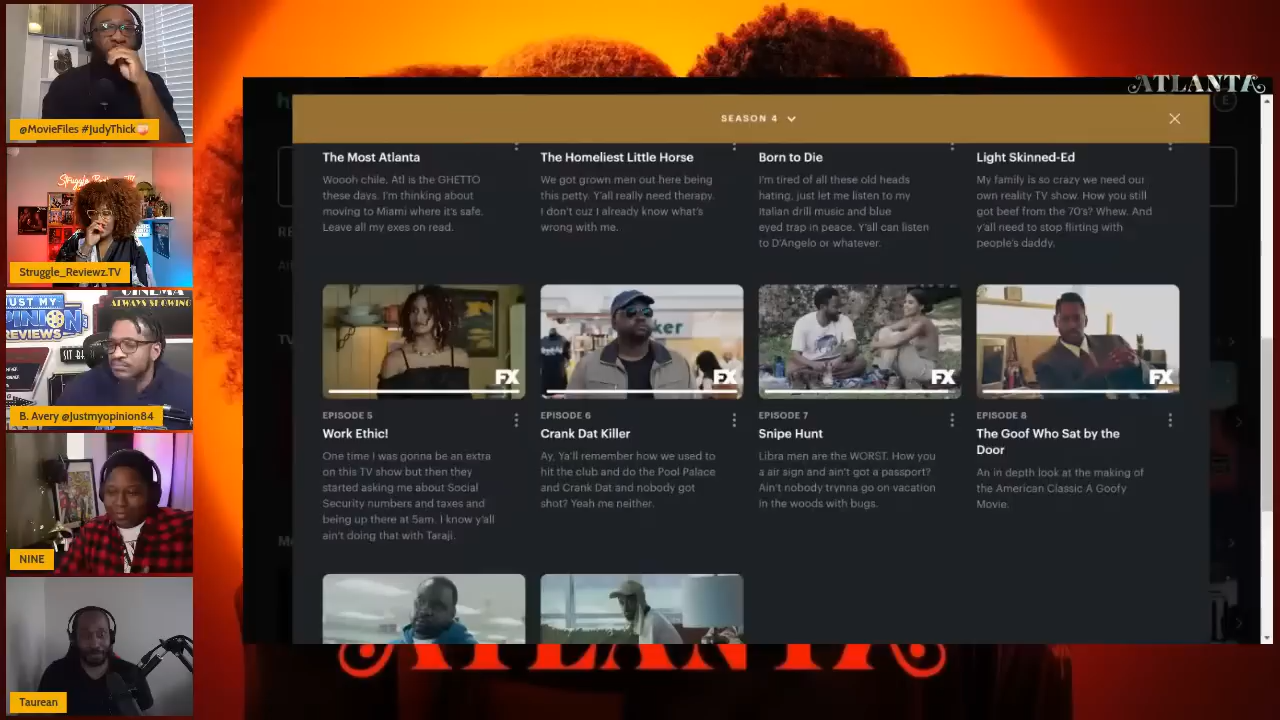 @MovieFiles #JudyThick
Struggle Reviewz TV
Struggle_Reviewz.TV
CINEMA
ALWAYS SHOWING
JUST MY
OPINION
REVIEWS
SIT BA
B. Avery @Justmyopinion84
NINE
Taurean
ATLANTA
E
h
SEASON 4
The Most Atlanta
Woooh chile, Atl is the GHETTO
these days. I'm thinking about
moving to Miami where it's safe.
Leave all my exes on read.
The Homeliest Little Horse
We got grown men out here being
this petty. Y'all really need therapy.
I don't cuz I already know what's
wrong with me.
Born to Die
I'm tired of all these old heads
hating, just let me listen to my
Italian drill music and blue
eyed trap in peace. Y'all can listen
to D'Angelo or whatever.
Light Skinned-Ed
My family is so crazy we need our
own reality TV show. How you still
got beef from the 70's? Whew. And
y'all need to stop flirting with
people's daddy.
FX
EPISODE 5
Work Ethic!
One time I was gonna be an extra
on this TV show but then they
started asking me about Social
Security numbers and taxes and
being up there at 5am. I know y'all
ain't doing that with Taraji.
ker
FX
EPISODE 6
Crank Dat Killer
Ay, Ya'll remember how we used to
hit the club and do the Pool Palace
and Crank Dat and nobody got
shot? Yeah me neither.
FX
EPISODE 7
Snipe Hunt
Libra men are the WORST. How you
a air sign and ain't got a passport?
Ain't nobody trynna go on vacation
in the woods with bugs.
FX
EPISODE 8
The Goof Who Sat by the
Door
An in depth look at the making of
the American Classic A Goofy
Movie.
ATLANTA